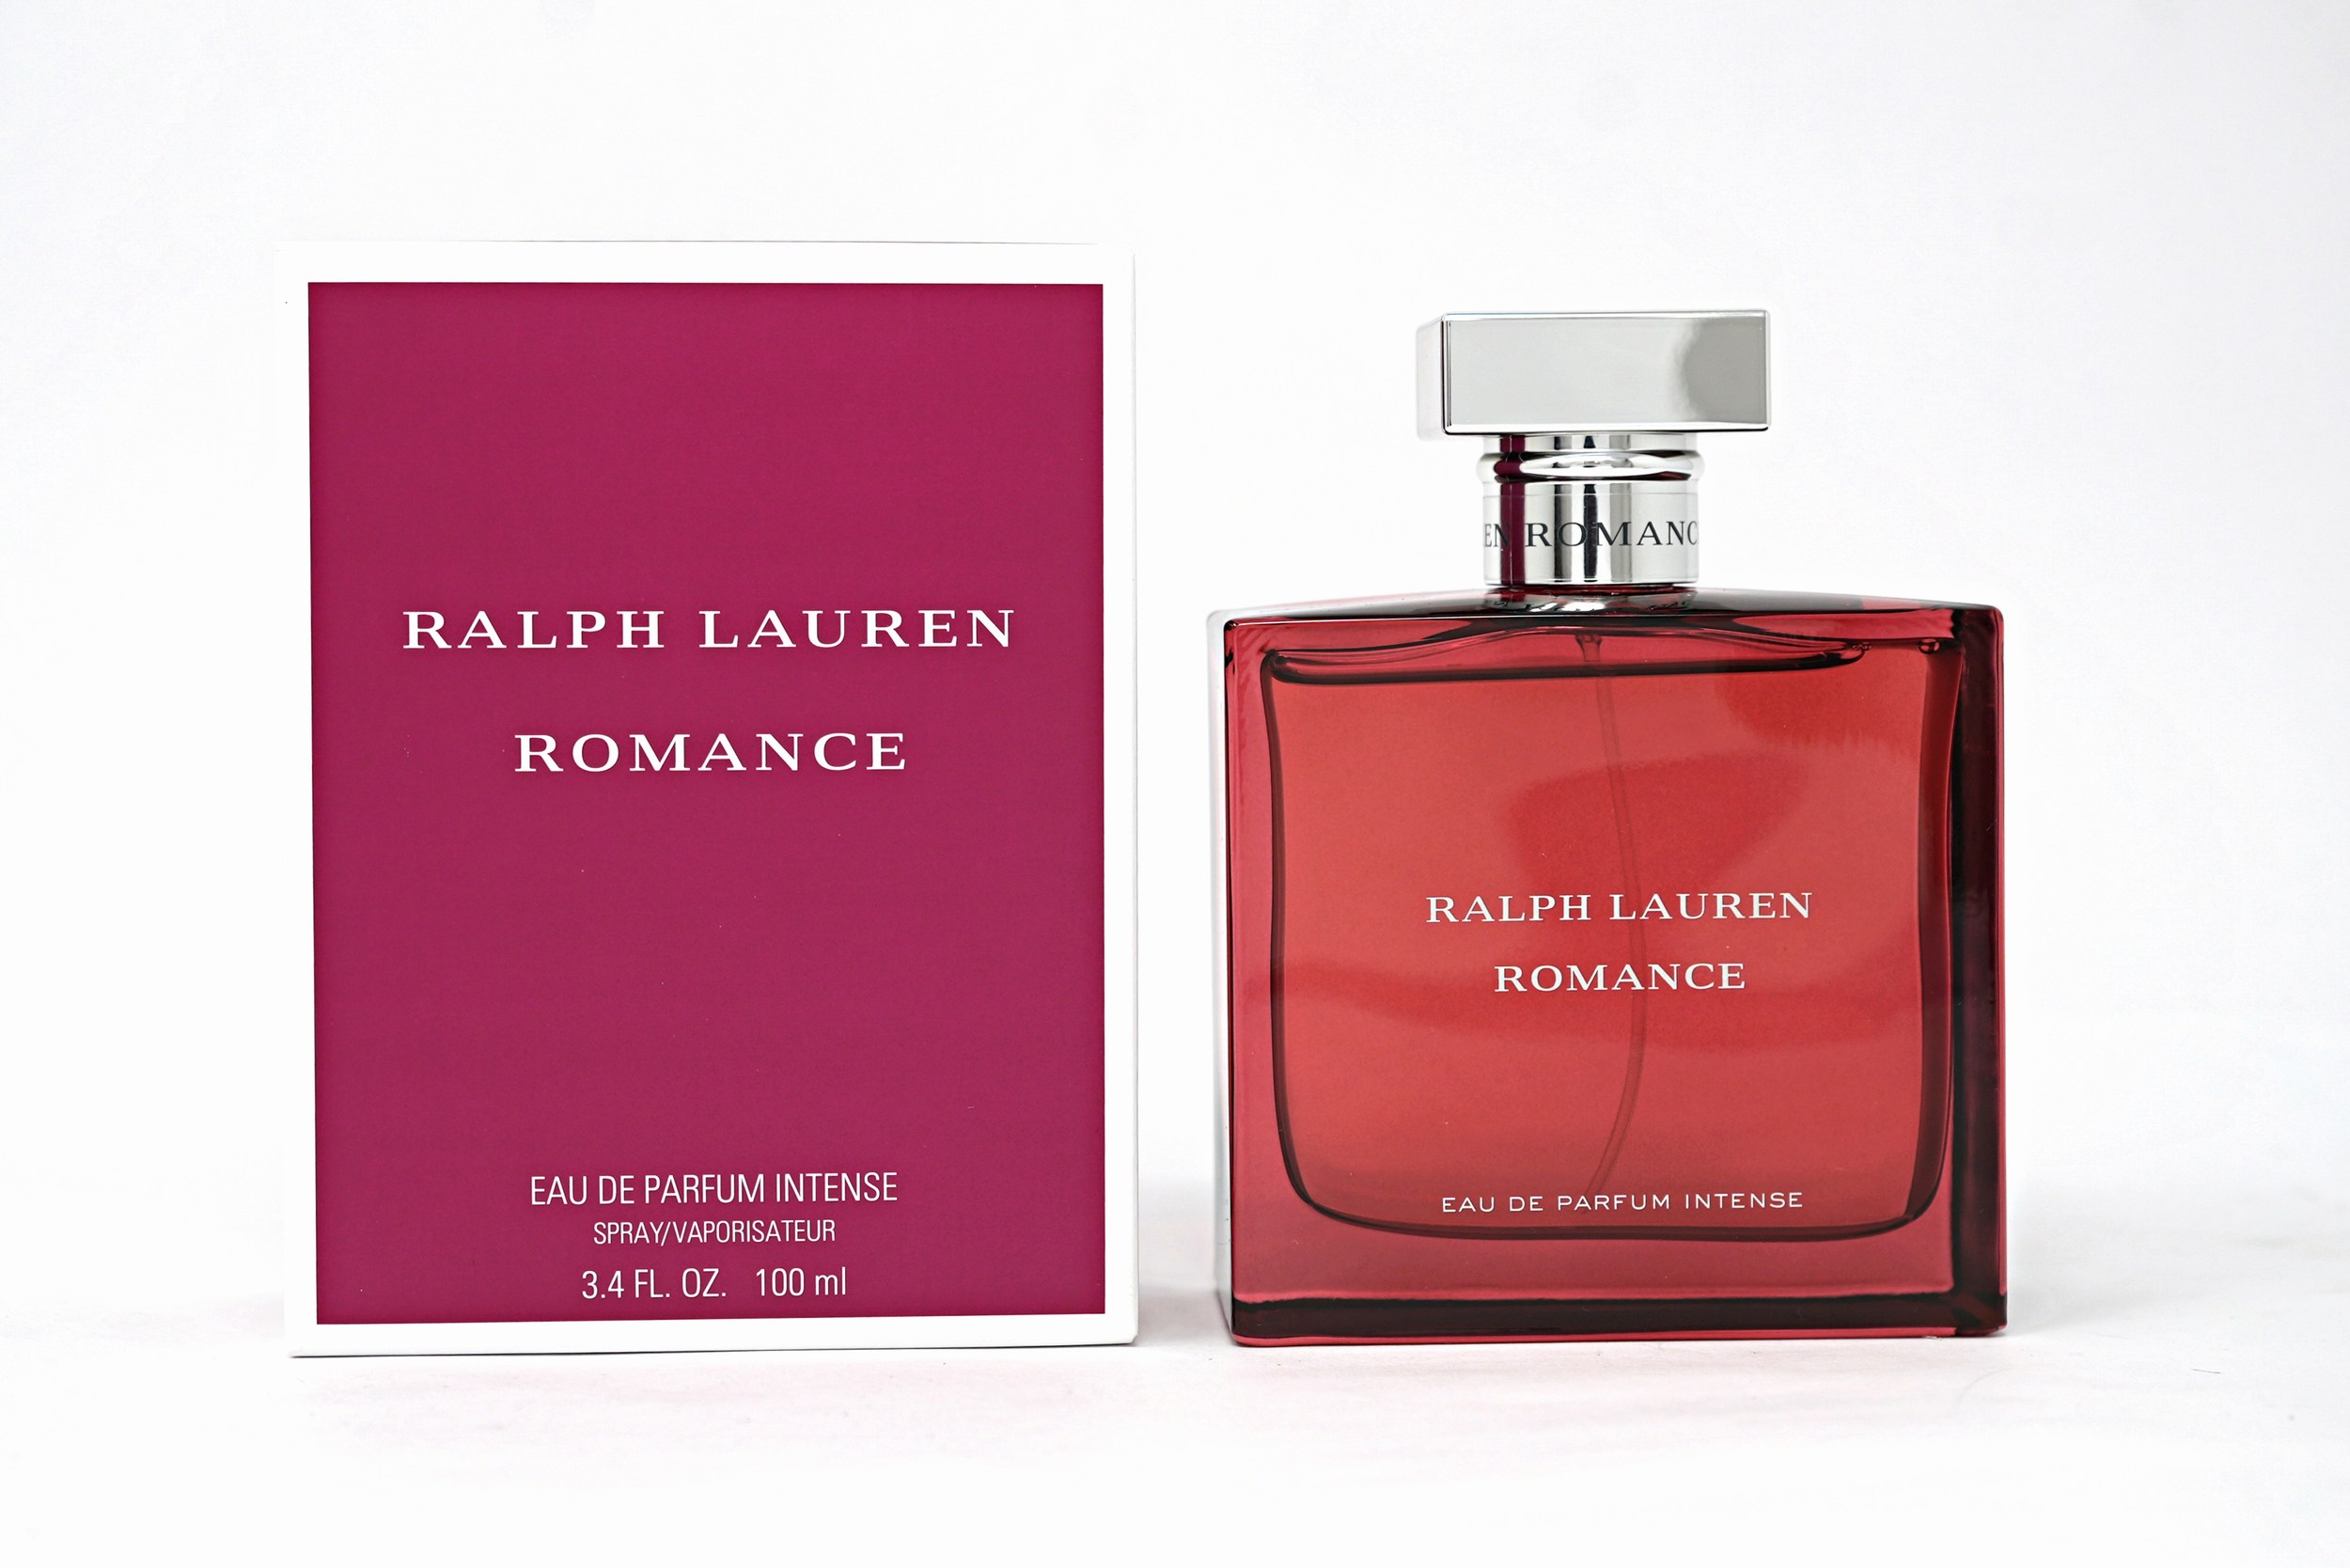 RALPH LAUREN
ROMANCE
EAU DE PARFUM INTENSE
SPRAY/VAPORISATEUR
3.4 FL. OZ. 100 ml
EN ROMANC
RALPH LAUREN
ROMANCE
EAU DE PARFUM INTENSE